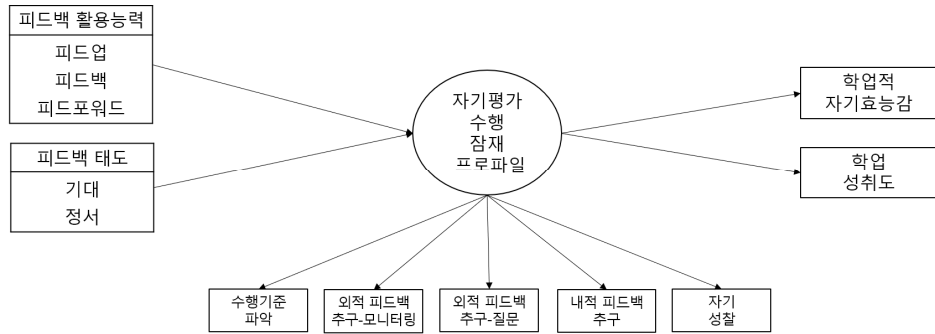 피드백 활용능력
피드업
피드백
피드포워드
피드백 태도
기대
정서
자기평가
수행
잠재
프로파일
학업적
자기효능감
학업
성취도
수행기준
파악
외적 피드백
추구-모니터링
외적 피드백
추구-질문
내적 피드백
추구
자기
성찰